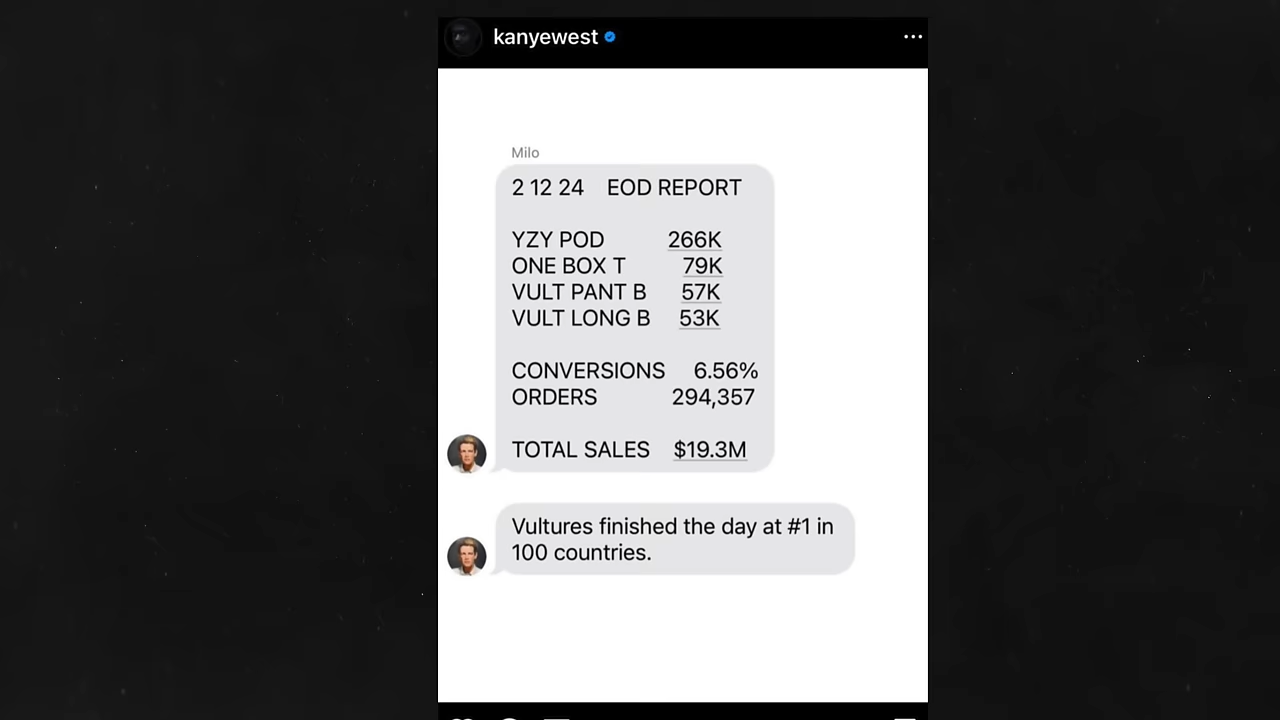 kanyewest
Milo
2 12 24 EOD REPORT
YZY POD 266K
ONE BOX T 79K
VULT PANT B 57K
VULT LONG B 53K
CONVERSIONS 6.56%
ORDERS 294,357
TOTAL SALES $19.3M
Vultures finished the day at #1 in
100 countries.